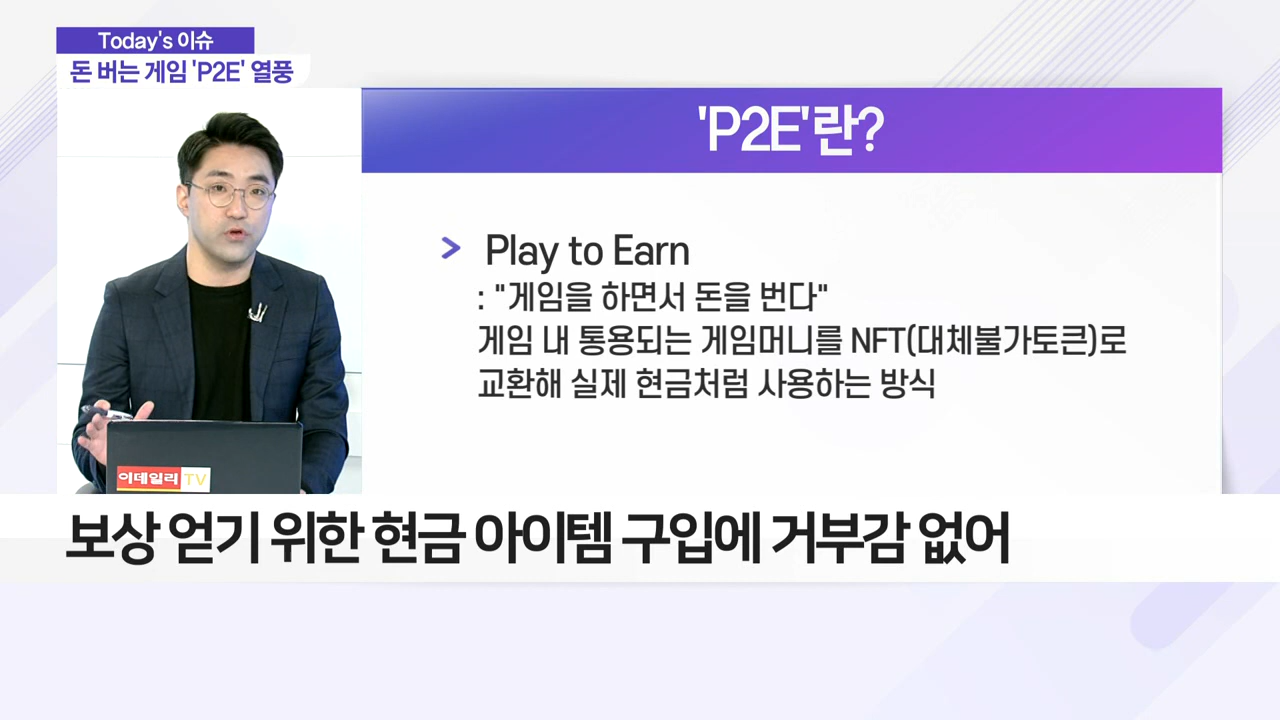 Today's 이슈
돈 버는 게임 'P2E' 열풍
'P2E'란?
> Play to Earn
: "게임을 하면서 돈을 번다"
게임 내 통용되는 게임머니를 NFT(대체불가토큰)로
교환해 실제 현금처럼 사용하는 방식
이데일리 TV
보상 얻기 위한 현금 아이템 구입에 거부감 없어